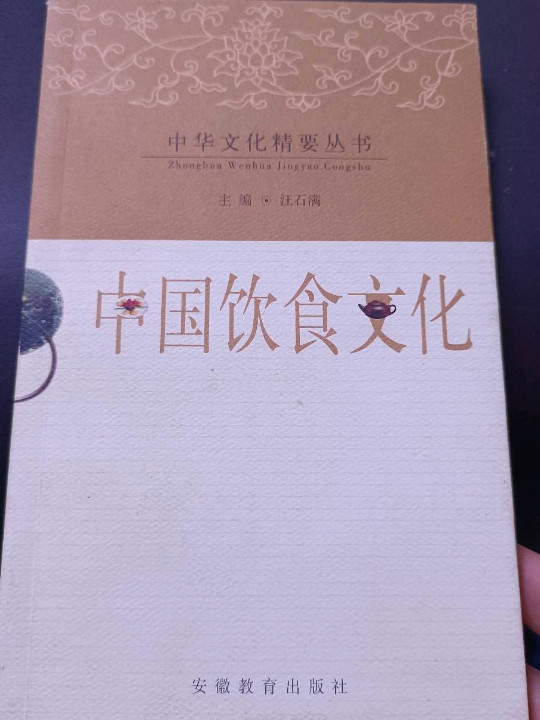 中华文化精要丛书
Zhonghua Wenhua Jingyao Congshu
主编 ⊙ 汪石满
中国饮食文化
安徽教育出版社